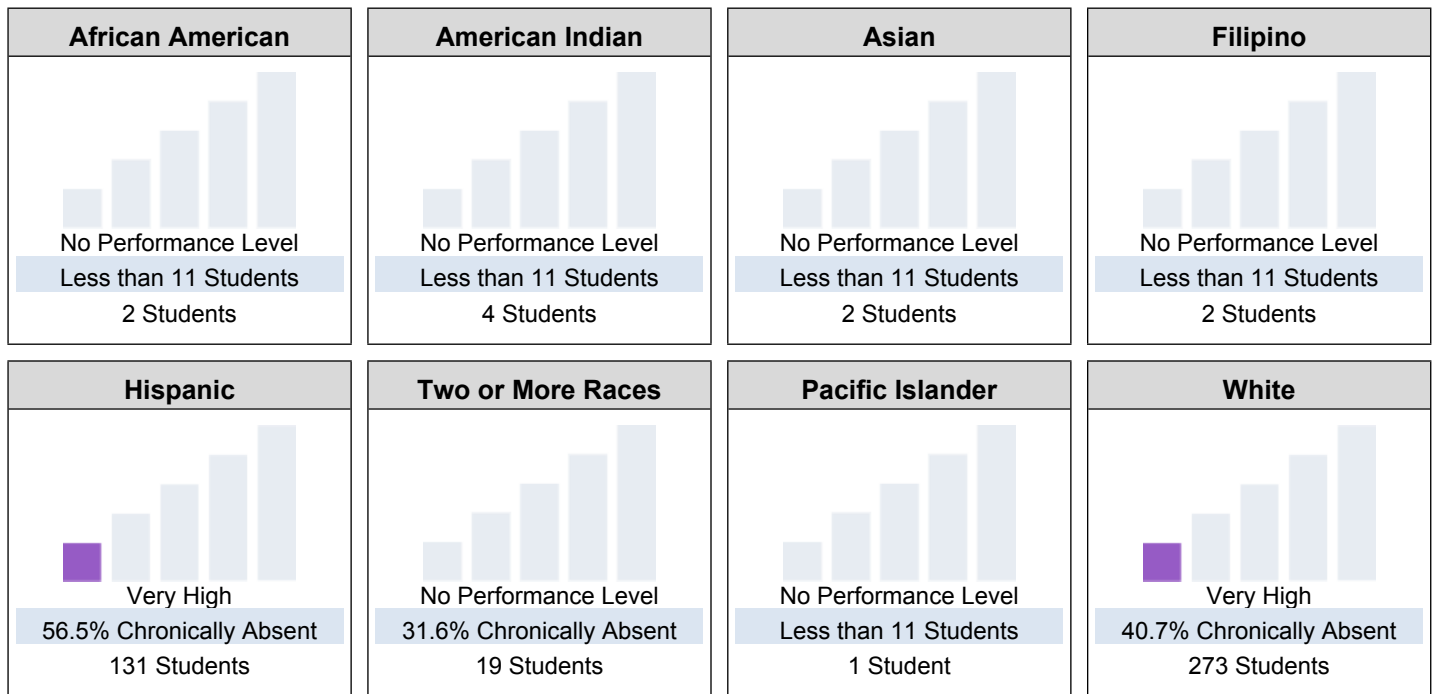 African American
No Performance Level
Less than 11 Students
2 Students
American Indian
No Performance Level
Less than 11 Students
4 Students
Asian
No Performance Level
Less than 11 Students
2 Students
Filipino
No Performance Level
Less than 11 Students
2 Students
Hispanic
Very High
56.5% Chronically Absent
131 Students
Two or More Races
No Performance Level
31.6% Chronically Absent
19 Students
Pacific Islander
No Performance Level
Less than 11 Students
1 Student
White
Very High
40.7% Chronically Absent
273 Students